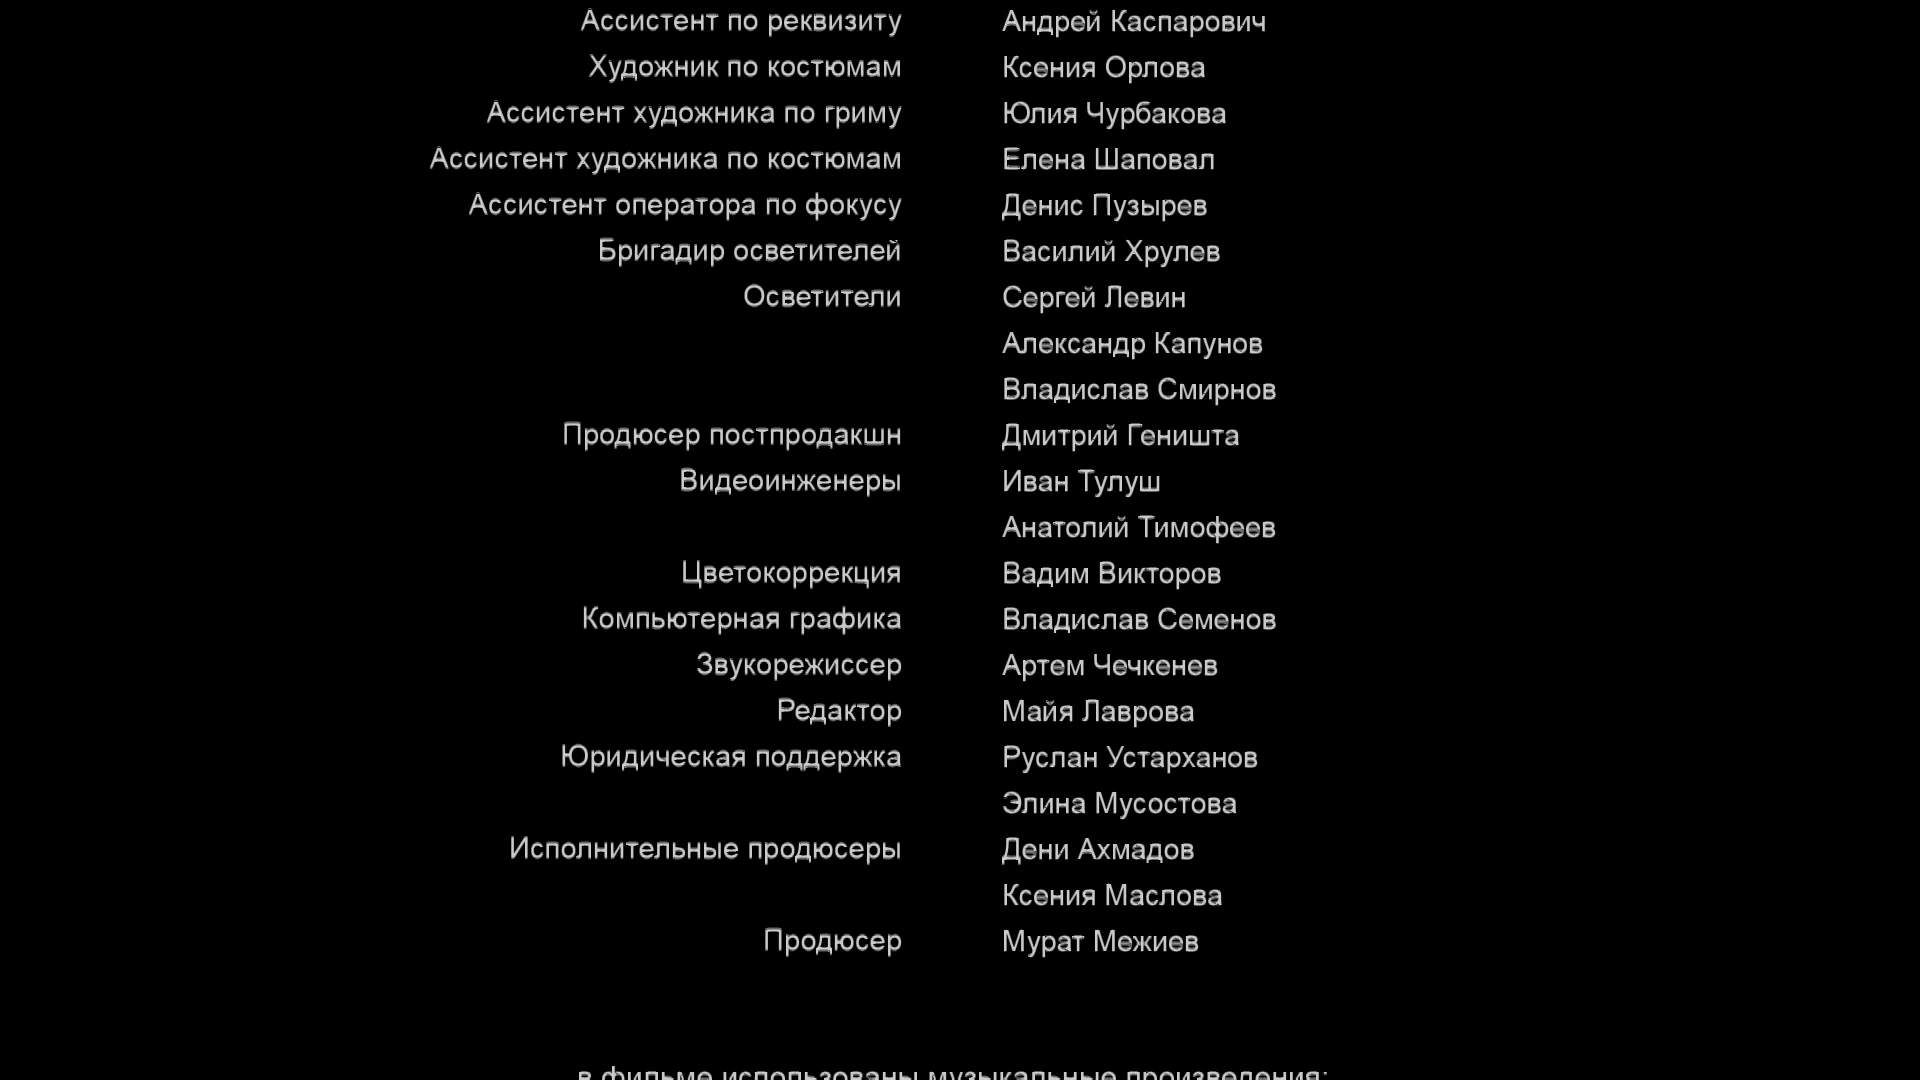 Ассистент по реквизиту Андрей Каспарович
Художник по костюмам Ксения Орлова
Ассистент художника по гриму Юлия Чурбакова
Ассистент художника по костюмам Елена Шаповал
Ассистент оператора по фокусу Денис Пузырев
Бригадир осветителей Василий Хрулев
Осветители Сергей Левин
Александр Капунов
Владислав Смирнов
Продюсер постпродакшн Дмитрий Геништа
Видеоинженеры Иван Тулуш
Анатолий Тимофеев
Цветокоррекция Вадим Викторов
Компьютерная графика Владислав Семенов
Звукорежиссер Артем Чечкенев
Редактор Майя Лаврова
Юридическая поддержка Руслан Устарханов
Элина Мусостова
Исполнительные продюсеры Дени Ахмадов
Ксения Маслова
Продюсер Мурат Межиев
в фильме использованы музыкальные произведения: